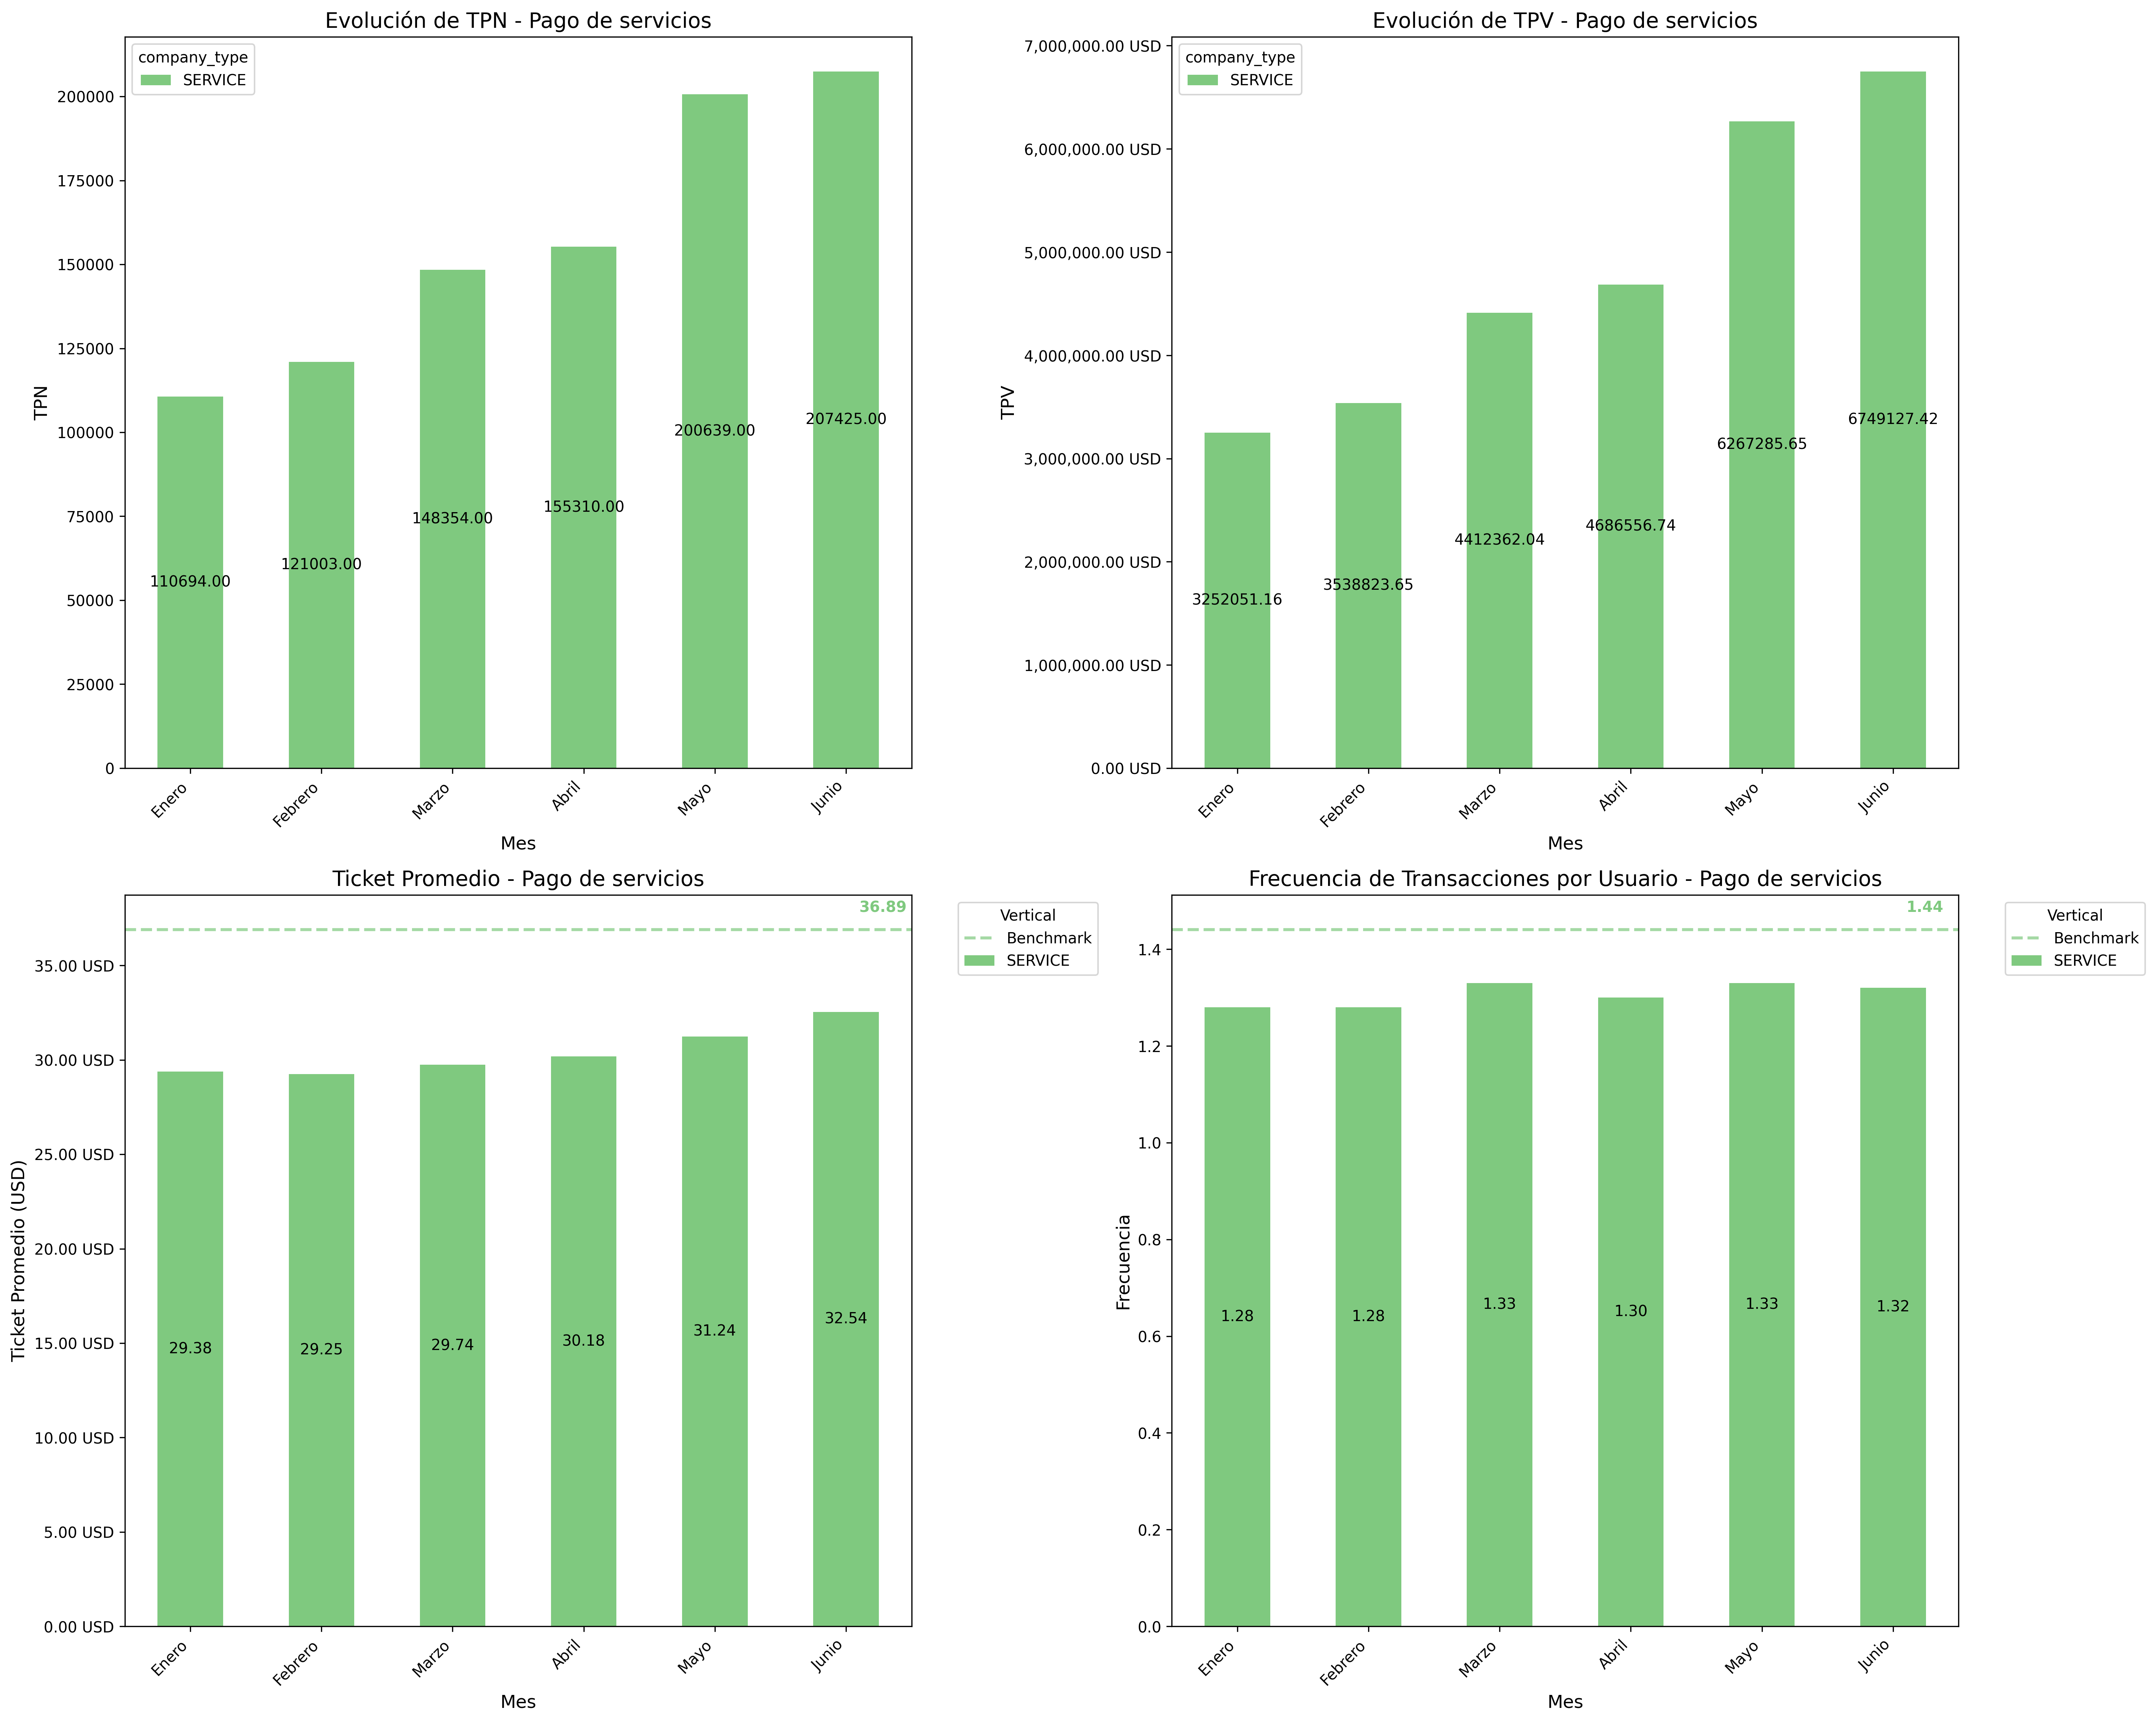 Evolución de TPN - Pago de servicios
company_type
SERVICE
TPN
200000
175000
150000
125000
100000
75000
50000
25000
0
110694.00
121003.00
148354.00
155310.00
200639.00
207425.00
Enero
Febrero
Marzo
Abril
Mayo
Junio
Mes
Evolución de TPV - Pago de servicios
company_type
SERVICE
TPV
7,000,000.00 USD
6,000,000.00 USD
5,000,000.00 USD
4,000,000.00 USD
3,000,000.00 USD
2,000,000.00 USD
1,000,000.00 USD
0.00 USD
3252051.16
3538823.65
4412362.04
4686556.74
6267285.65
6749127.42
Enero
Febrero
Marzo
Abril
Mayo
Junio
Mes
Ticket Promedio - Pago de servicios
36.89
Vertical
Benchmark
SERVICE
Ticket Promedio (USD)
35.00 USD
30.00 USD
25.00 USD
20.00 USD
15.00 USD
10.00 USD
5.00 USD
0.00 USD
29.38
29.25
29.74
30.18
31.24
32.54
Enero
Febrero
Marzo
Abril
Mayo
Junio
Mes
Frecuencia de Transacciones por Usuario - Pago de servicios
1.44
Vertical
Benchmark
SERVICE
Frecuencia
1.4
1.2
1.0
0.8
0.6
0.4
0.2
0.0
1.28
1.28
1.33
1.30
1.33
1.32
Enero
Febrero
Marzo
Abril
Mayo
Junio
Mes